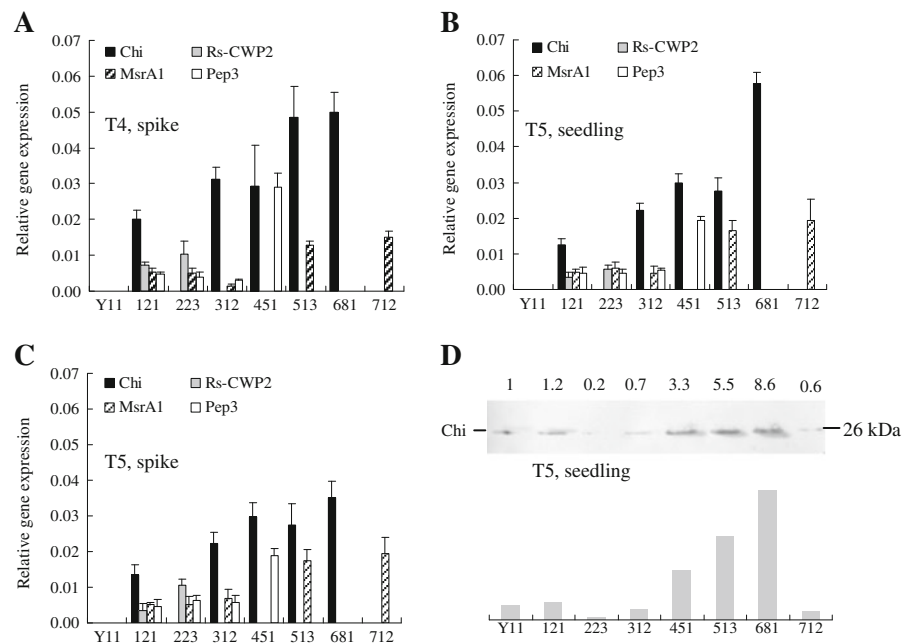 A
Chi Rs-CWP2
MsrA1 Pep3
T4, spike
Relative gene expression
0.07
0.06
0.05
0.04
0.03
0.02
0.01
0.00
Y11 121 223 312 451 513 681 712
B
Chi Rs-CWP2
MsrA1 Pep3
T5, seedling
Relative gene expression
0.07
0.06
0.05
0.04
0.03
0.02
0.01
0.00
Y11 121 223 312 451 513 681 712
C
Chi Rs-CWP2
MsrA1 Pep3
T5, spike
Relative gene expression
0.07
0.06
0.05
0.04
0.03
0.02
0.01
0.00
Y11 121 223 312 451 513 681 712
D
1 1.2 0.2 0.7 3.3 5.5 8.6 0.6
Chi 26 kDa
T5, seedling
Y11 121 223 312 451 513 681 712